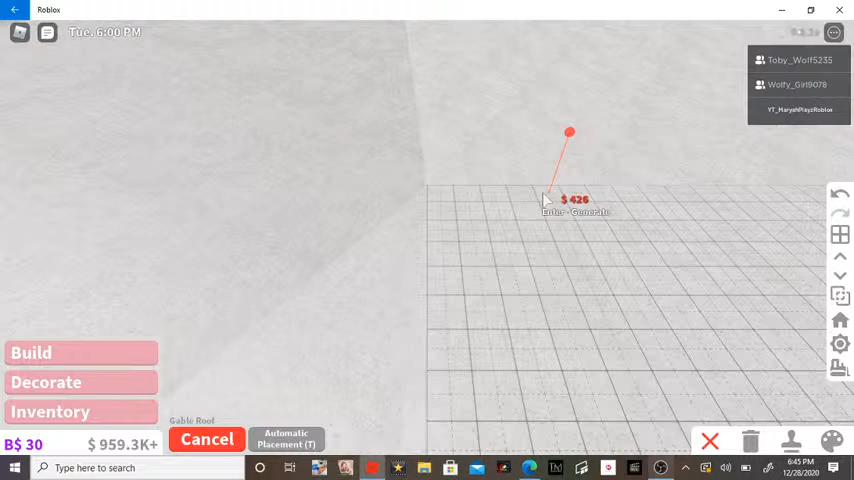 Roblox
Tue. 6:00 PM
Toby_Wolf5235
Wolfy_Girl9078
YT_MaryahPlayzRoblox
$ 426
Enter - Generate
Build
Decorate
Inventory
B$ 30
$ 959.3K+
Gable Roof
Cancel
Automatic
Placement (T)
Type here to search
6:45 PM
12/28/2020